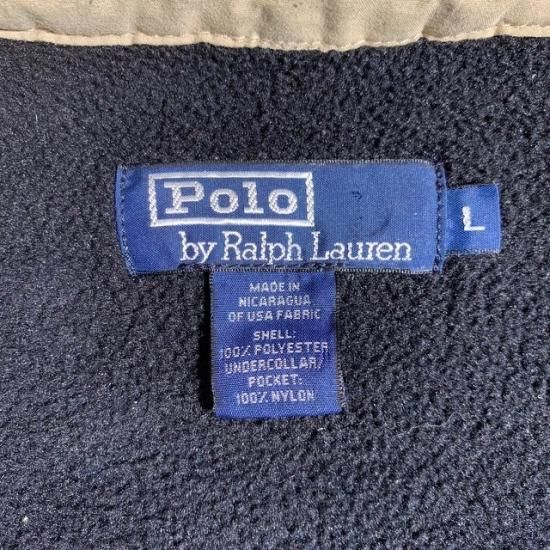 Polo
by Ralph Lauren
L
MADE IN
NICARAGUA
OF USA FABRIC
SHELL:
100% POLYESTER
UNDERCOLLAR/
POCKET:
100% NYLON